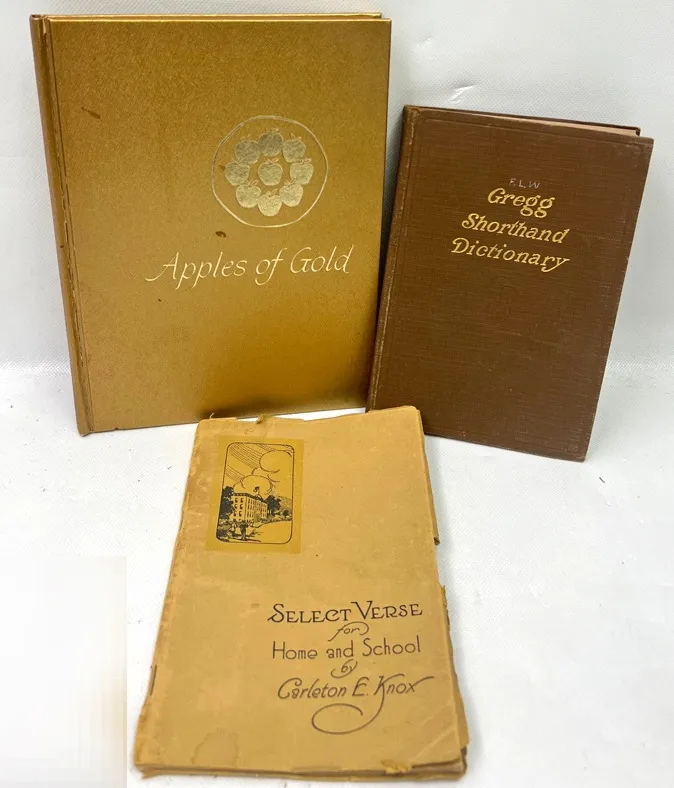 Apples of Gold
F.L.W
Gregg
Shorthand
Dictionary
SELECT VERSE
for
Home and School
by
Carleton E. Knox